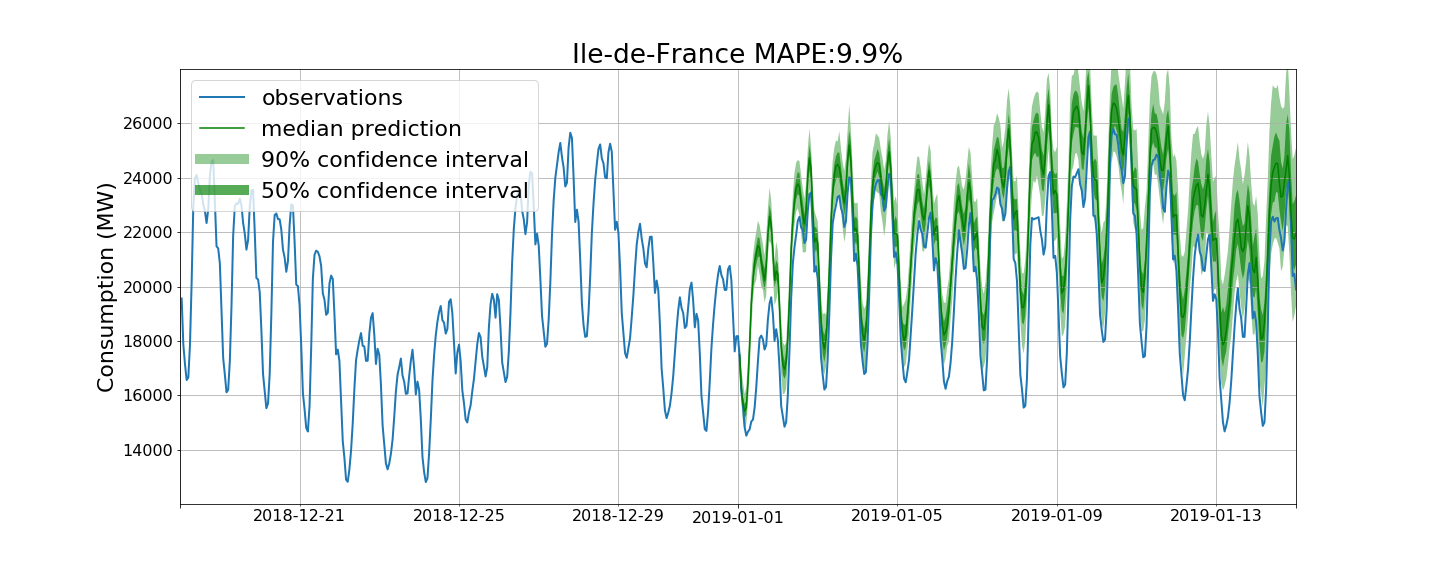 Ile-de-France MAPE:9.9%
observations
median prediction
90% confidence interval
50% confidence interval
Consumption (MW)
26000
24000
22000
20000
18000
16000
14000
2018-12-21 2018-12-25 2018-12-29 2019-01-01 2019-01-05 2019-01-09 2019-01-13